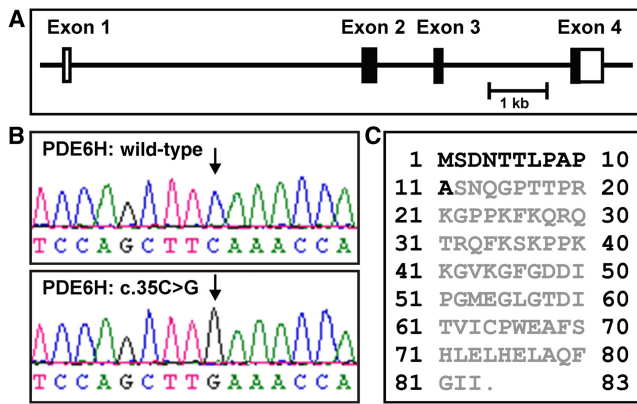 A
Exon 1 Exon 2 Exon 3 Exon 4
1 kb
B
PDE6H: wild-type
T C C A G C T T C A A A C C A
PDE6H: c.35C>G
T C C A G C T T G A A A C C A
C
1 MSDNTTLPAP 10
11 ASNQGPTTPR 20
21 KGPPKFKQRQ 30
31 TRQFKSKPPK 40
41 KGVKGFGDDI 50
51 PGMEGLGTDI 60
61 TVICPWEAFS 70
71 HLELHELAQF 80
81 GII. 83